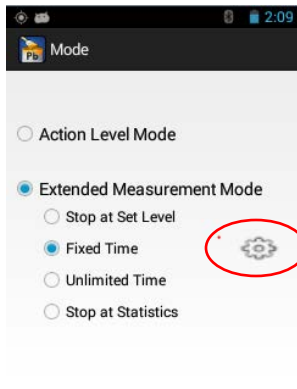 2:09
Pb Mode
Action Level Mode
Extended Measurement Mode
Stop at Set Level
Fixed Time
Unlimited Time
Stop at Statistics